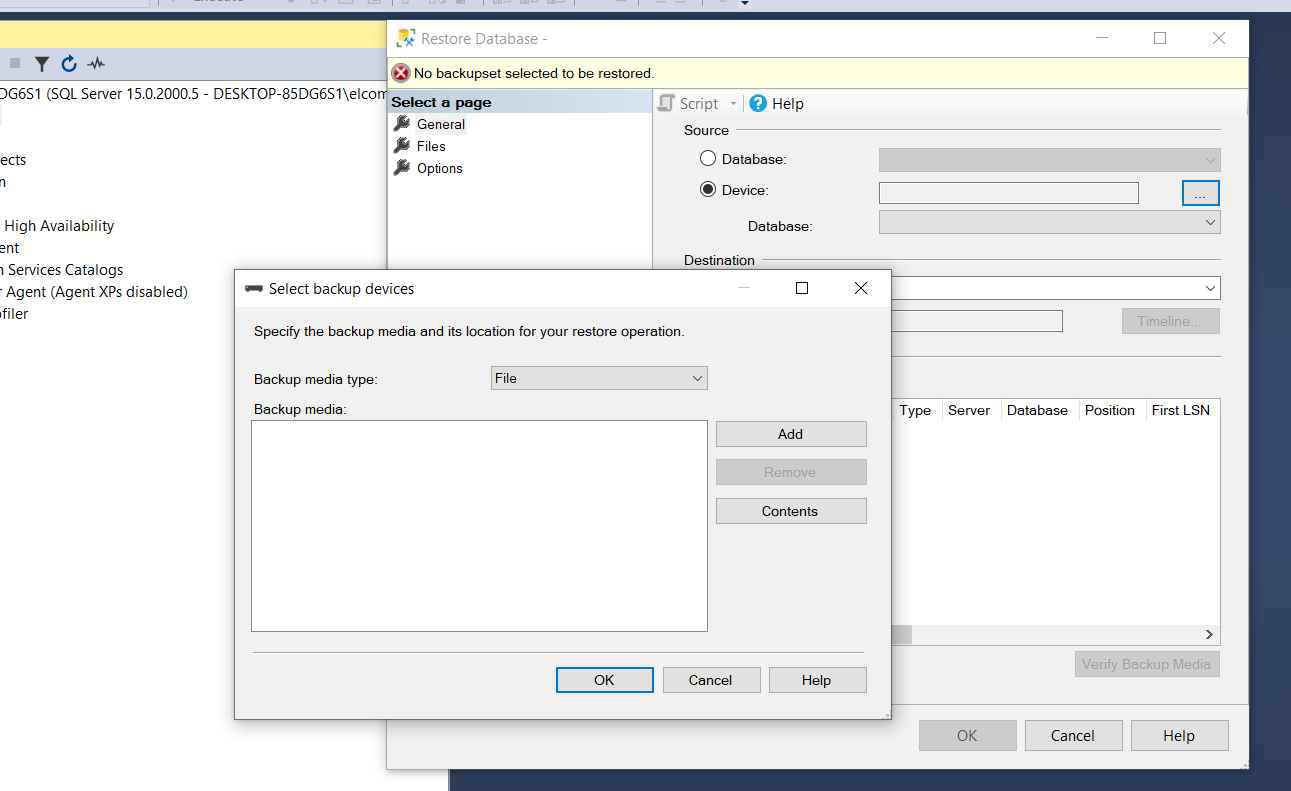 Execute
Restore Database -
No backupset selected to be restored.
DG6S1 (SQL Server 15.0.2000.5 - DESKTOP-85DG6S1\elcom
Select a page
General
Files
Options
Script
Help
Source
Database:
Device:
...
Database:
Destination
Timeline...
ects
n
High Availability
ent
n Services Catalogs
r Agent (Agent XPs disabled)
ofiler
Select backup devices
Specify the backup media and its location for your restore operation.
Backup media type:
File
Backup media:
Add
Remove
Contents
OK
Cancel
Help
Type
Server
Database
Position
First LSN
Verify Backup Media
OK
Cancel
Help